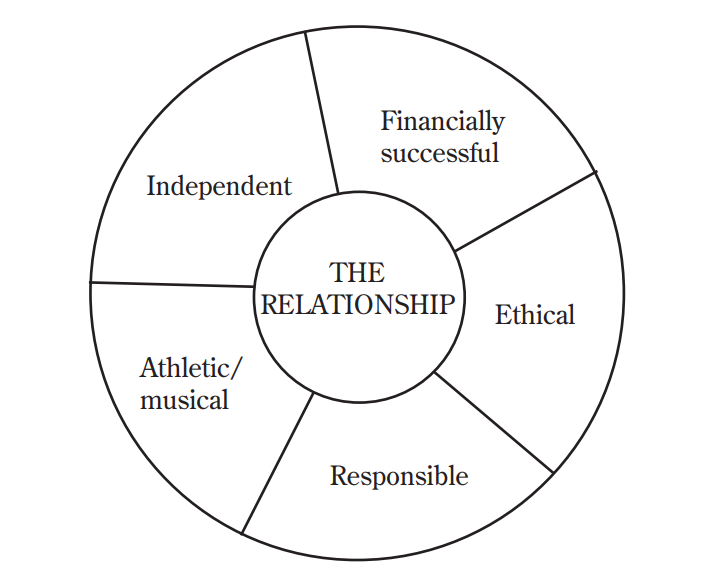 Financially
successful
Independent
THE
RELATIONSHIP
Ethical
Athletic/
musical
Responsible